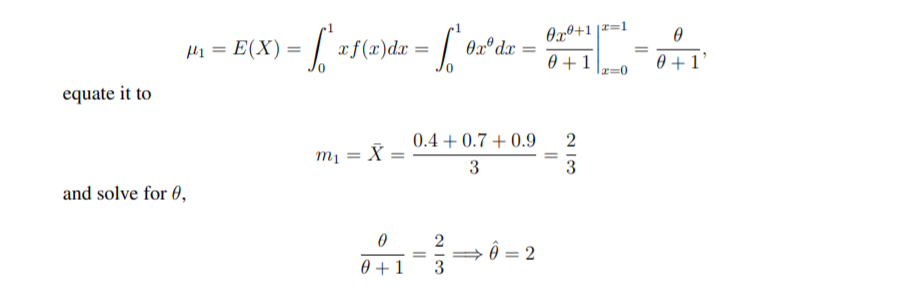 μ₁ = E(X) = ∫₀¹ x f(x)dx = ∫₀¹ θx^θ dx = θx^{θ+1}/(θ + 1) |_{x=0}^{x=1} = θ/(θ + 1),
equate it to
m₁ = X̄ = (0.4 + 0.7 + 0.9)/3 = 2/3
and solve for θ,
θ/(θ + 1) = 2/3 ⟹ θ̂ = 2